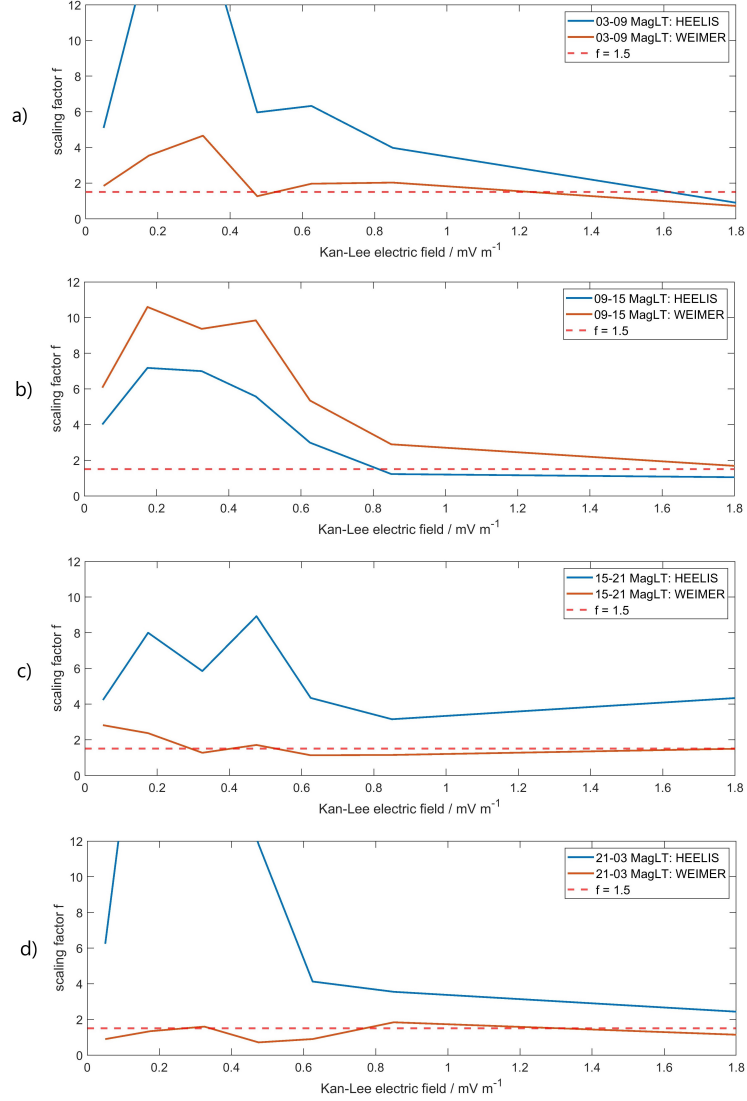 a)
12
10
8
6
4
2
0
scaling factor f
03-09 MagLT: HEELIS
03-09 MagLT: WEIMER
f = 1.5
0 0.2 0.4 0.6 0.8 1 1.2 1.4 1.6 1.8
Kan-Lee electric field / mV m⁻¹
b)
12
10
8
6
4
2
0
scaling factor f
09-15 MagLT: HEELIS
09-15 MagLT: WEIMER
f = 1.5
0 0.2 0.4 0.6 0.8 1 1.2 1.4 1.6 1.8
Kan-Lee electric field / mV m⁻¹
c)
12
10
8
6
4
2
0
scaling factor f
15-21 MagLT: HEELIS
15-21 MagLT: WEIMER
f = 1.5
0 0.2 0.4 0.6 0.8 1 1.2 1.4 1.6 1.8
Kan-Lee electric field / mV m⁻¹
d)
12
10
8
6
4
2
0
scaling factor f
21-03 MagLT: HEELIS
21-03 MagLT: WEIMER
f = 1.5
0 0.2 0.4 0.6 0.8 1 1.2 1.4 1.6 1.8
Kan-Lee electric field / mV m⁻¹